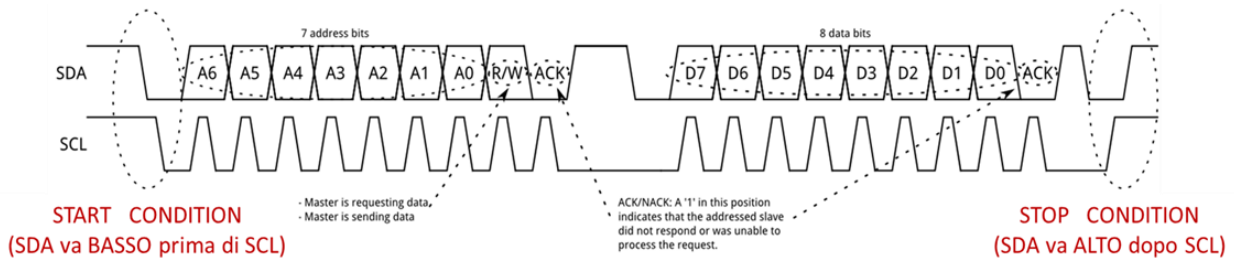 7 address bits
8 data bits
SDA
A6 A5 A4 A3 A2 A1 A0 R/W ACK
D7 D6 D5 D4 D3 D2 D1 D0 ACK
SCL
START CONDITION
(SDA va BASSO prima di SCL)
- Master is requesting data
- Master is sending data
ACK/NACK: A '1' in this position
indicates that the addressed slave
did not respond or was unable to
process the request.
STOP CONDITION
(SDA va ALTO dopo SCL)